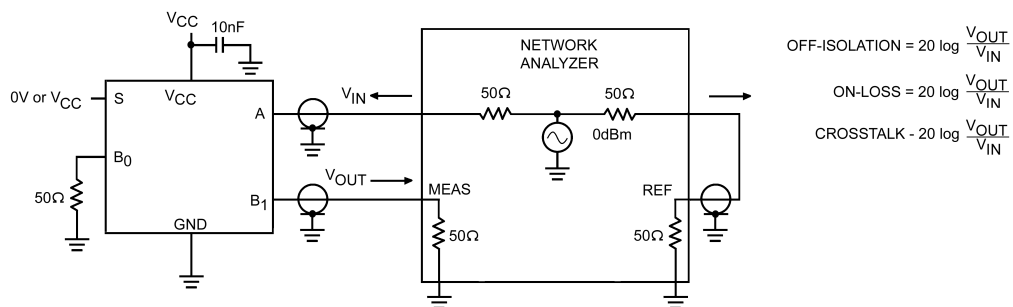 VCC
10nF
0V or VCC
S
VCC
A
B0
50Ω
B1
GND
VIN
VOUT
NETWORK
ANALYZER
50Ω
50Ω
0dBm
MEAS
REF
50Ω
50Ω
OFF-ISOLATION = 20 log VOUT/VIN
ON-LOSS = 20 log VOUT/VIN
CROSSTALK - 20 log VOUT/VIN